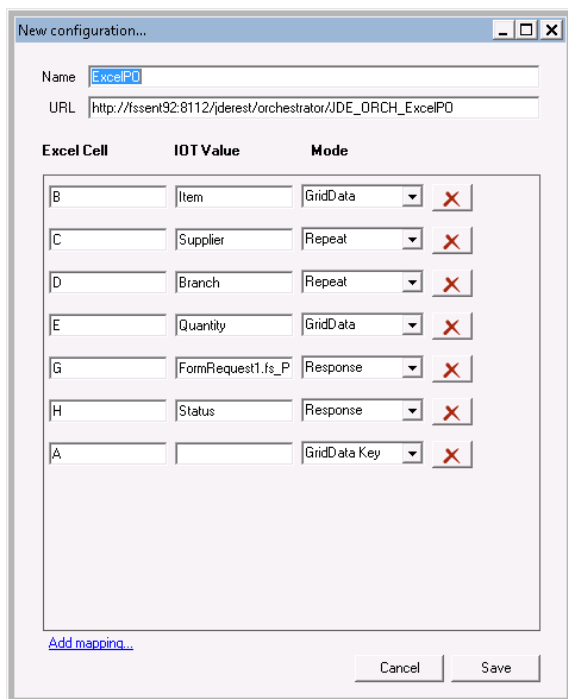 New configuration...
Name ExcelPO
URL http://fssent92:8112/jderest/orchestrator/JDE_ORCH_ExcelPO
Excel Cell IOT Value Mode
B Item GridData
C Supplier Repeat
D Branch Repeat
E Quantity GridData
G FormRequest1.fs_P Response
H Status Response
A GridData Key
Add mapping...
Cancel Save